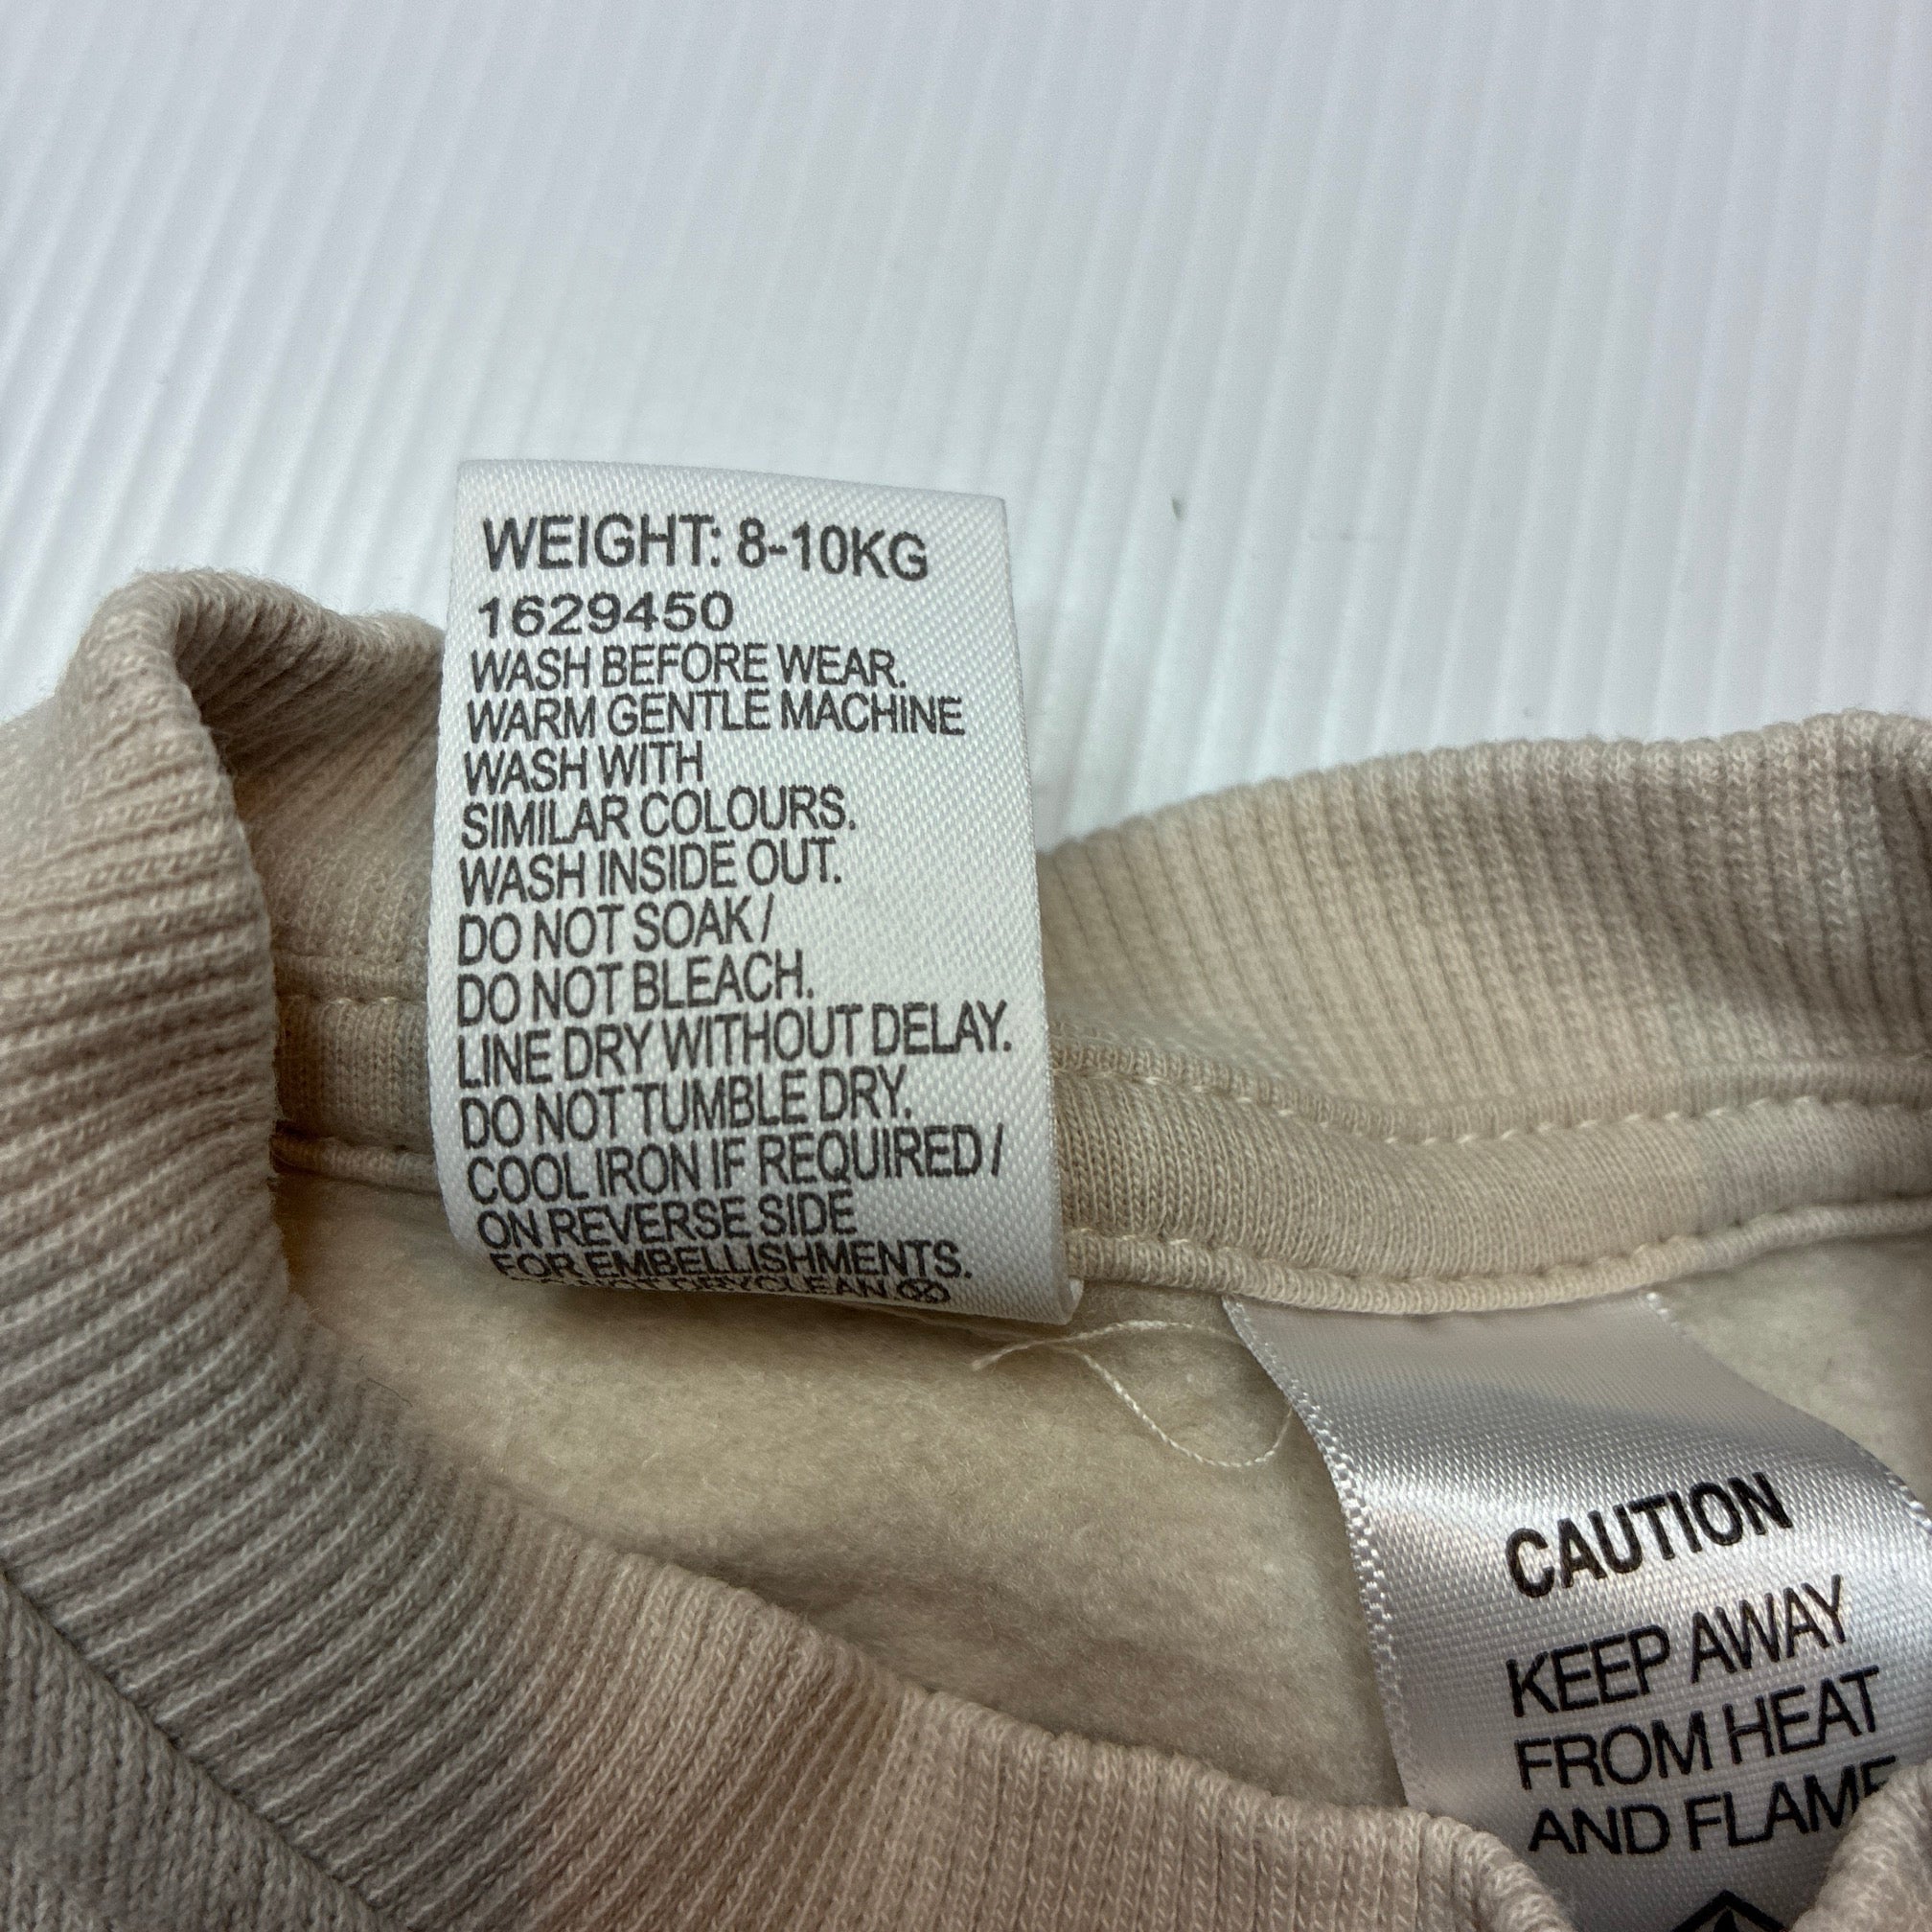 WEIGHT: 8-10KG
1629450
WASH BEFORE WEAR.
WARM GENTLE MACHINE
WASH WITH
SIMILAR COLOURS.
WASH INSIDE OUT.
DO NOT SOAK/
DO NOT BLEACH.
LINE DRY WITHOUT DELAY.
DO NOT TUMBLE DRY.
COOL IRON IF REQUIRED /
ON REVERSE SIDE
FOR EMBELLISHMENTS.
NOT DRYCLEAN
CAUTION
KEEP AWAY
FROM HEAT
AND FLAME